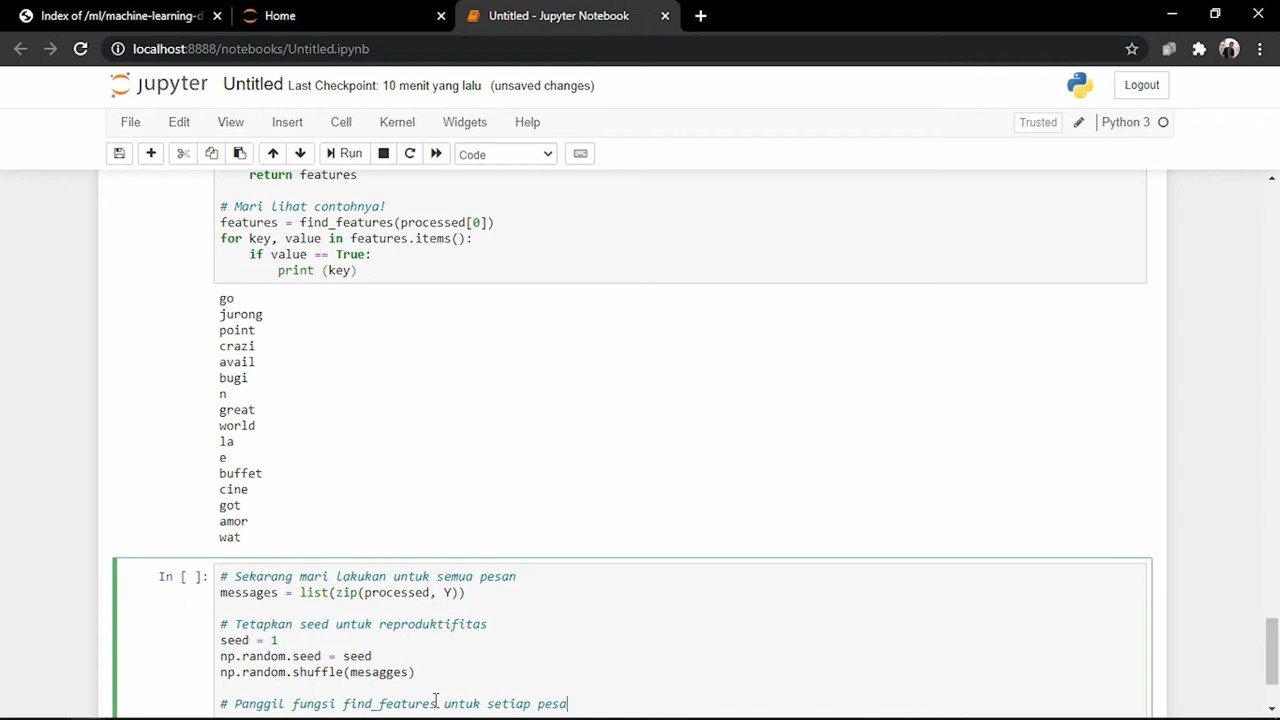 Index of /ml/machine-learning-d
Home
Untitled - Jupyter Notebook
localhost:8888/notebooks/Untitled.ipynb
jupyter Untitled Last Checkpoint: 10 menit yang lalu (unsaved changes)
Logout
File Edit View Insert Cell Kernel Widgets Help
Trusted
Python 3
Run
Code
return features
# Mari lihat contohnya!
features = find_features(processed[0])
for key, value in features.items():
if value == True:
print (key)
go
jurong
point
crazi
avail
bugi
n
great
world
la
e
buffet
cine
got
amor
wat
In [ ]:
# Sekarang mari lakukan untuk semua pesan
messages = list(zip(processed, Y))
# Tetapkan seed untuk reproduktifitas
seed = 1
np.random.seed = seed
np.random.shuffle(mesagges)
# Panggil fungsi find_features untuk setiap pesa